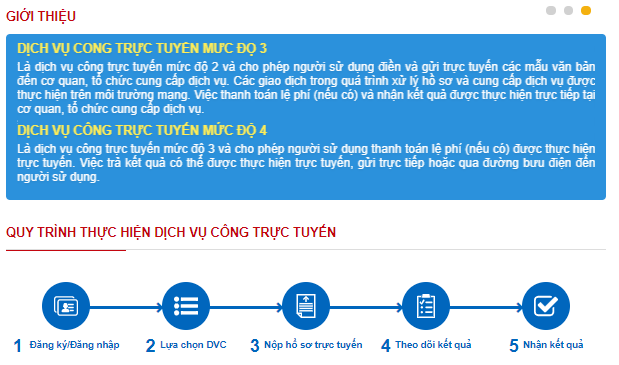 GIỚI THIỆU
DỊCH VỤ CÔNG TRỰC TUYẾN MỨC ĐỘ 3
Là dịch vụ công trực tuyến mức độ 2 và cho phép người sử dụng điền và gửi trực tuyến các mẫu văn bản
đến cơ quan, tổ chức cung cấp dịch vụ. Các giao dịch trong quá trình xử lý hồ sơ và cung cấp dịch vụ được
thực hiện trên môi trường mạng. Việc thanh toán lệ phí (nếu có) và nhận kết quả được thực hiện trực tiếp tại
cơ quan, tổ chức cung cấp dịch vụ.
DỊCH VỤ CÔNG TRỰC TUYẾN MỨC ĐỘ 4
Là dịch vụ công trực tuyến mức độ 3 và cho phép người sử dụng thanh toán lệ phí (nếu có) được thực hiện
trực tuyến. Việc trả kết quả có thể được thực hiện trực tuyến, gửi trực tiếp hoặc qua đường bưu điện đến
người sử dụng.
QUY TRÌNH THỰC HIỆN DỊCH VỤ CÔNG TRỰC TUYẾN
1 Đăng ký/Đăng nhập
2 Lựa chọn DVC
3 Nộp hồ sơ trực tuyến
4 Theo dõi kết quả
5 Nhận kết quả